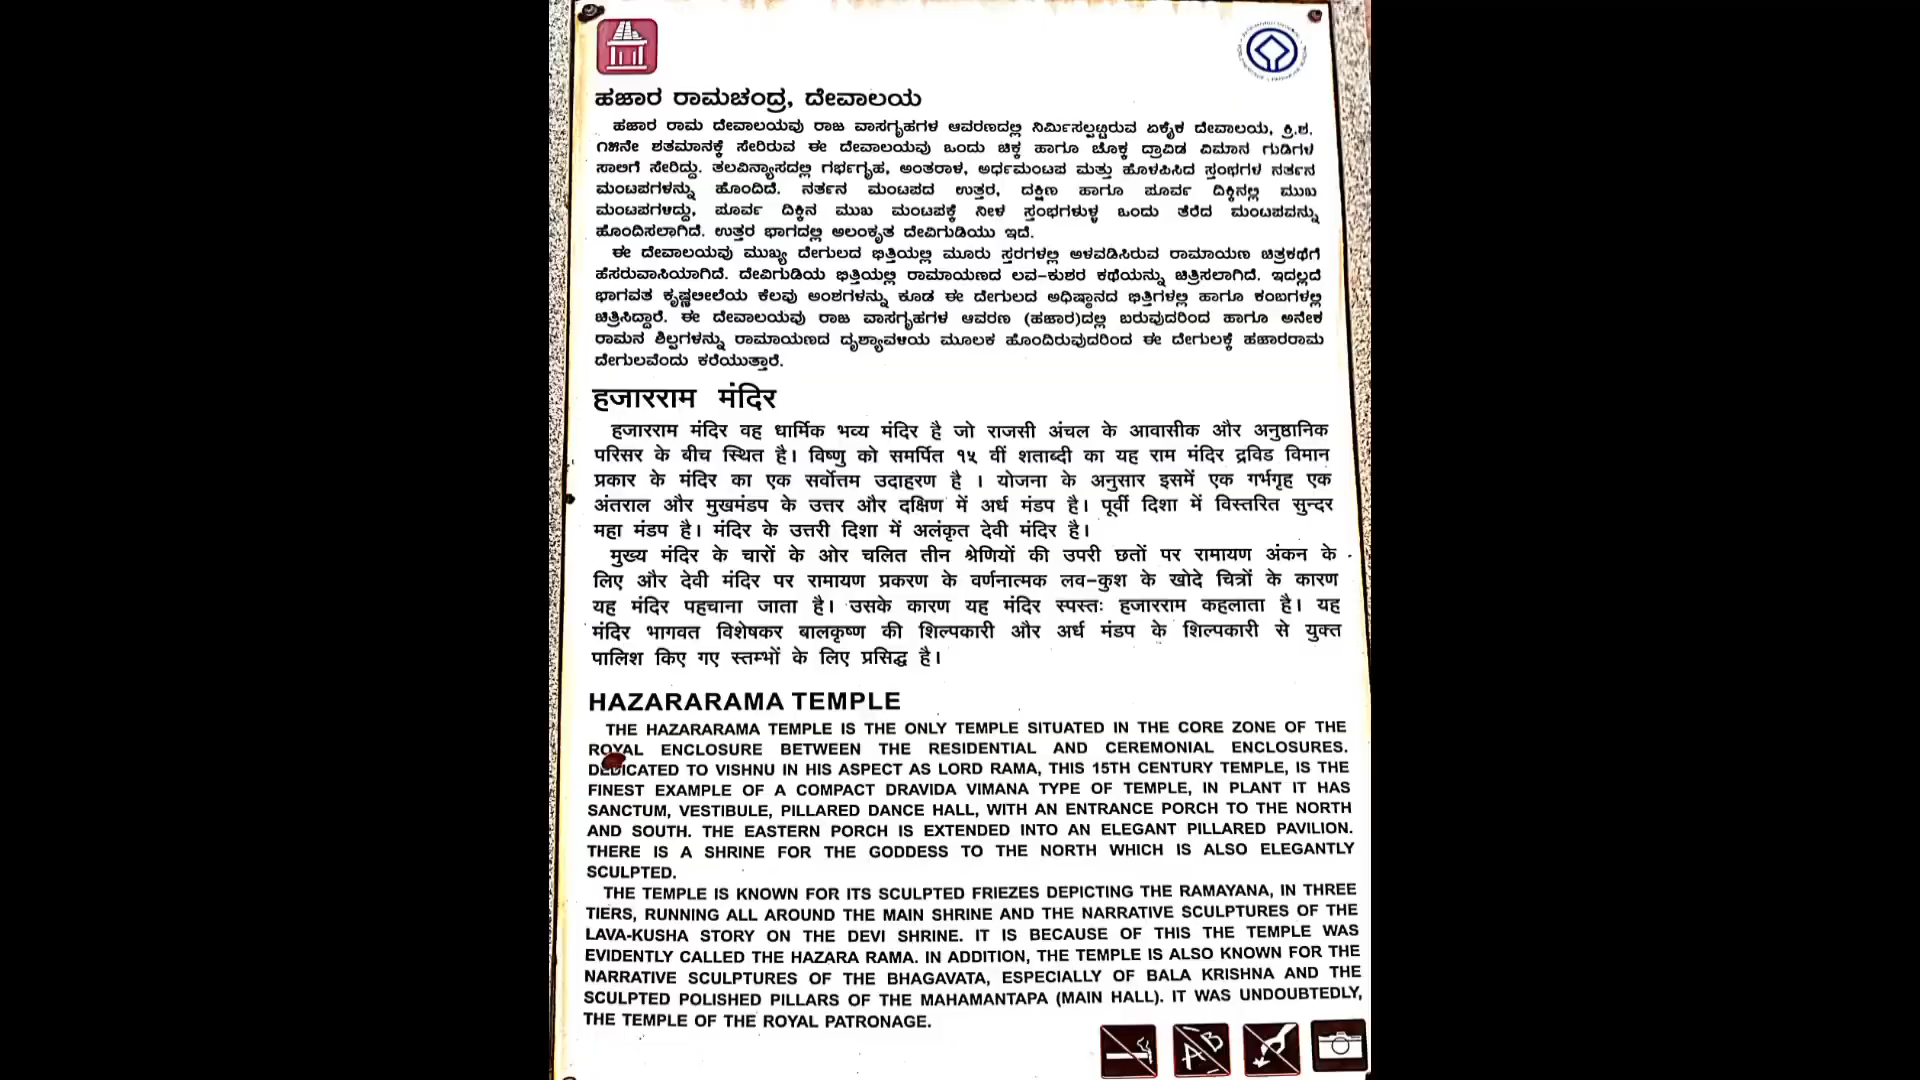 ಹಜಾರ ರಾಮಚಂದ್ರ, ದೇವಾಲಯ
ಹಜಾರ ರಾಮ ದೇವಾಲಯವು ರಾಜ ವಾಸಗೃಹಗಳ ಆವರಣದಲ್ಲಿ ನಿರ್ಮಿಸಲ್ಪಟ್ಟಿರುವ ಏಕೈಕ ದೇವಾಲಯ, ಕ್ರಿ.ಶ.
೧೫ನೇ ಶತಮಾನಕ್ಕೆ ಸೇರಿರುವ ಈ ದೇವಾಲಯವು ಒಂದು ಚಿಕ್ಕ ಹಾಗೂ ಚೊಕ್ಕ ದ್ರಾವಿಡ ವಿಮಾನ ಗುಡಿಗಳ
ಸಾಲಿಗೆ ಸೇರಿದ್ದು. ತಲವಿನ್ಯಾಸದಲ್ಲಿ ಗರ್ಭಗೃಹ, ಅಂತರಾಳ, ಅರ್ಧಮಂಟಪ ಮತ್ತು ಹೊಳಪಿಸಿದ ಸ್ತಂಭಗಳ ನರ್ತನ
ಮಂಟಪಗಳನ್ನು ಹೊಂದಿದೆ. ನರ್ತನ ಮಂಟಪದ ಉತ್ತರ, ದಕ್ಷಿಣ ಹಾಗೂ ಪೂರ್ವ ದಿಕ್ಕಿನಲ್ಲಿ ಮುಖ
ಮಂಟಪಗಳಿದ್ದು, ಪೂರ್ವ ದಿಕ್ಕಿನ ಮುಖ ಮಂಟಪಕ್ಕೆ ನೀಳ ಸ್ತಂಭಗಳುಳ್ಳ ಒಂದು ತೆರೆದ ಮಂಟಪವನ್ನು
ಹೊಂದಿಸಲಾಗಿದೆ. ಉತ್ತರ ಭಾಗದಲ್ಲಿ ಅಲಂಕೃತ ದೇವಿಗುಡಿಯು ಇದೆ.
ಈ ದೇವಾಲಯವು ಮುಖ್ಯ ದೇಗುಲದ ಭಿತ್ತಿಯಲ್ಲಿ ಮೂರು ಸ್ತರಗಳಲ್ಲಿ ಅಳವಡಿಸಿರುವ ರಾಮಾಯಣ ಚಿತ್ರಕಥೆಗೆ
ಹೆಸರುವಾಸಿಯಾಗಿದೆ. ದೇವಿಗುಡಿಯ ಭಿತ್ತಿಯಲ್ಲಿ ರಾಮಾಯಣದ ಲವ-ಕುಶರ ಕಥೆಯನ್ನು ಚಿತ್ರಿಸಲಾಗಿದೆ. ಇದಲ್ಲದೆ
ಭಾಗವತ ಕೃಷ್ಣಲೀಲೆಯ ಕೆಲವು ಅಂಶಗಳನ್ನು ಕೂಡ ಈ ದೇಗುಲದ ಅಧಿಷ್ಠಾನದ ಭಿತ್ತಿಗಳಲ್ಲಿ ಹಾಗೂ ಕಂಬಗಳಲ್ಲಿ
ಚಿತ್ರಿಸಿದ್ದಾರೆ. ಈ ದೇವಾಲಯವು ರಾಜ ವಾಸಗೃಹಗಳ ಆವರಣ (ಹಜಾರ)ದಲ್ಲಿ ಬರುವುದರಿಂದ ಹಾಗೂ ಅನೇಕ
ರಾಮನ ಶಿಲ್ಪಗಳನ್ನು ರಾಮಾಯಣದ ದೃಶ್ಯಾವಳಿಯ ಮೂಲಕ ಹೊಂದಿರುವುದರಿಂದ ಈ ದೇಗುಲಕ್ಕೆ ಹಜಾರರಾಮ
ದೇಗುಲವೆಂದು ಕರೆಯುತ್ತಾರೆ.
हजारराम मंदिर
हजारराम मंदिर वह धार्मिक भव्य मंदिर है जो राजसी अंचल के आवासीक और अनुष्ठानिक
परिसर के बीच स्थित है। विष्णु को समर्पित १५ वीं शताब्दी का यह राम मंदिर द्रविड विमान
प्रकार के मंदिर का एक सर्वोत्तम उदाहरण है । योजना के अनुसार इसमें एक गर्भगृह एक
अंतराल और मुखमंडप के उत्तर और दक्षिण में अर्ध मंडप है। पूर्वी दिशा में विस्तरित सुन्दर
महा मंडप है। मंदिर के उत्तरी दिशा में अलंकृत देवी मंदिर है।
मुख्य मंदिर के चारों के ओर चलित तीन श्रेणियों की उपरी छतों पर रामायण अंकन के
लिए और देवी मंदिर पर रामायण प्रकरण के वर्णनात्मक लव-कुश के खोदे चित्रों के कारण
यह मंदिर पहचाना जाता है। उसके कारण यह मंदिर स्पस्तः हजारराम कहलाता है। यह
मंदिर भागवत विशेषकर बालकृष्ण की शिल्पकारी और अर्ध मंडप के शिल्पकारी से युक्त
पालिश किए गए स्तम्भों के लिए प्रसिद्ध है।
HAZARARAMA TEMPLE
THE HAZARARAMA TEMPLE IS THE ONLY TEMPLE SITUATED IN THE CORE ZONE OF THE
ROYAL ENCLOSURE BETWEEN THE RESIDENTIAL AND CEREMONIAL ENCLOSURES.
DEDICATED TO VISHNU IN HIS ASPECT AS LORD RAMA, THIS 15TH CENTURY TEMPLE, IS THE
FINEST EXAMPLE OF A COMPACT DRAVIDA VIMANA TYPE OF TEMPLE, IN PLANT IT HAS
SANCTUM, VESTIBULE, PILLARED DANCE HALL, WITH AN ENTRANCE PORCH TO THE NORTH
AND SOUTH. THE EASTERN PORCH IS EXTENDED INTO AN ELEGANT PILLARED PAVILION.
THERE IS A SHRINE FOR THE GODDESS TO THE NORTH WHICH IS ALSO ELEGANTLY
SCULPTED.
THE TEMPLE IS KNOWN FOR ITS SCULPTED FRIEZES DEPICTING THE RAMAYANA, IN THREE
TIERS, RUNNING ALL AROUND THE MAIN SHRINE AND THE NARRATIVE SCULPTURES OF THE
LAVA-KUSHA STORY ON THE DEVI SHRINE. IT IS BECAUSE OF THIS THE TEMPLE WAS
EVIDENTLY CALLED THE HAZARA RAMA. IN ADDITION, THE TEMPLE IS ALSO KNOWN FOR THE
NARRATIVE SCULPTURES OF THE BHAGAVATA, ESPECIALLY OF BALA KRISHNA AND THE
SCULPTED POLISHED PILLARS OF THE MAHAMANTAPA (MAIN HALL). IT WAS UNDOUBTEDLY,
THE TEMPLE OF THE ROYAL PATRONAGE.
AB